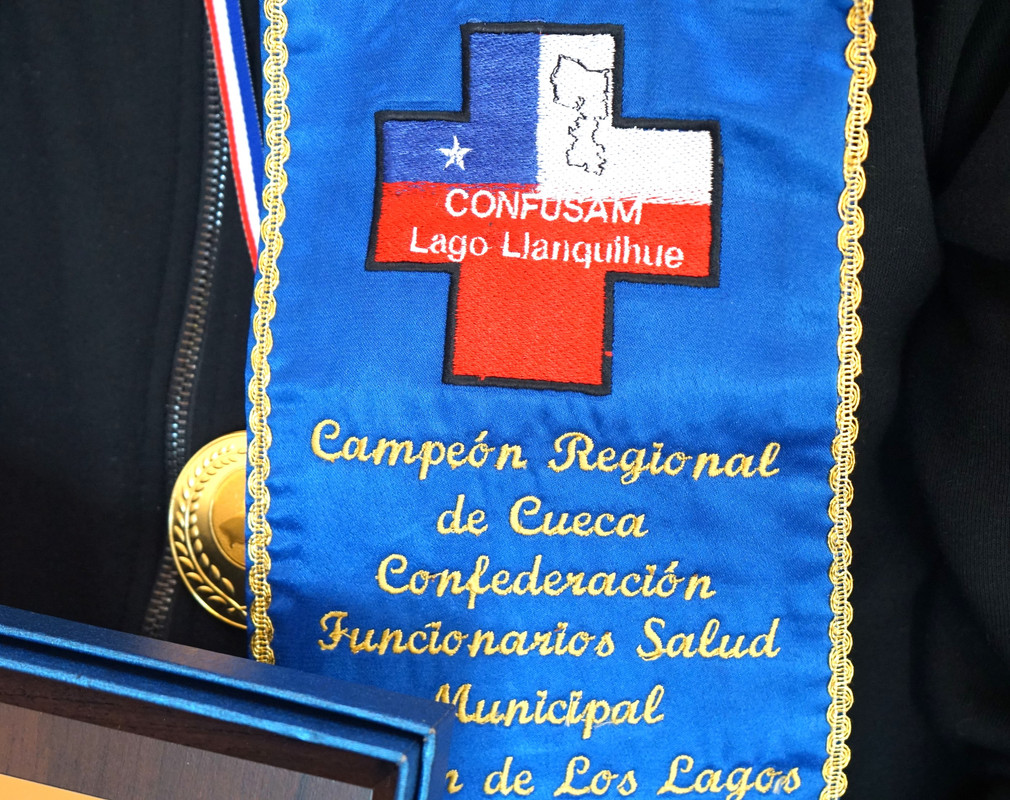 CONFUSAM
Lago Llanquihue
Campeón Regional
de Cueca
Confederación
Funcionarios Salud
Municipal
de Los Lagos